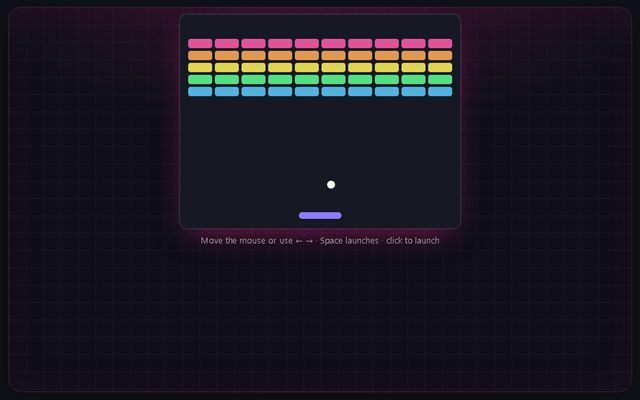 Move the mouse or use ← → · Space launches · click to launch